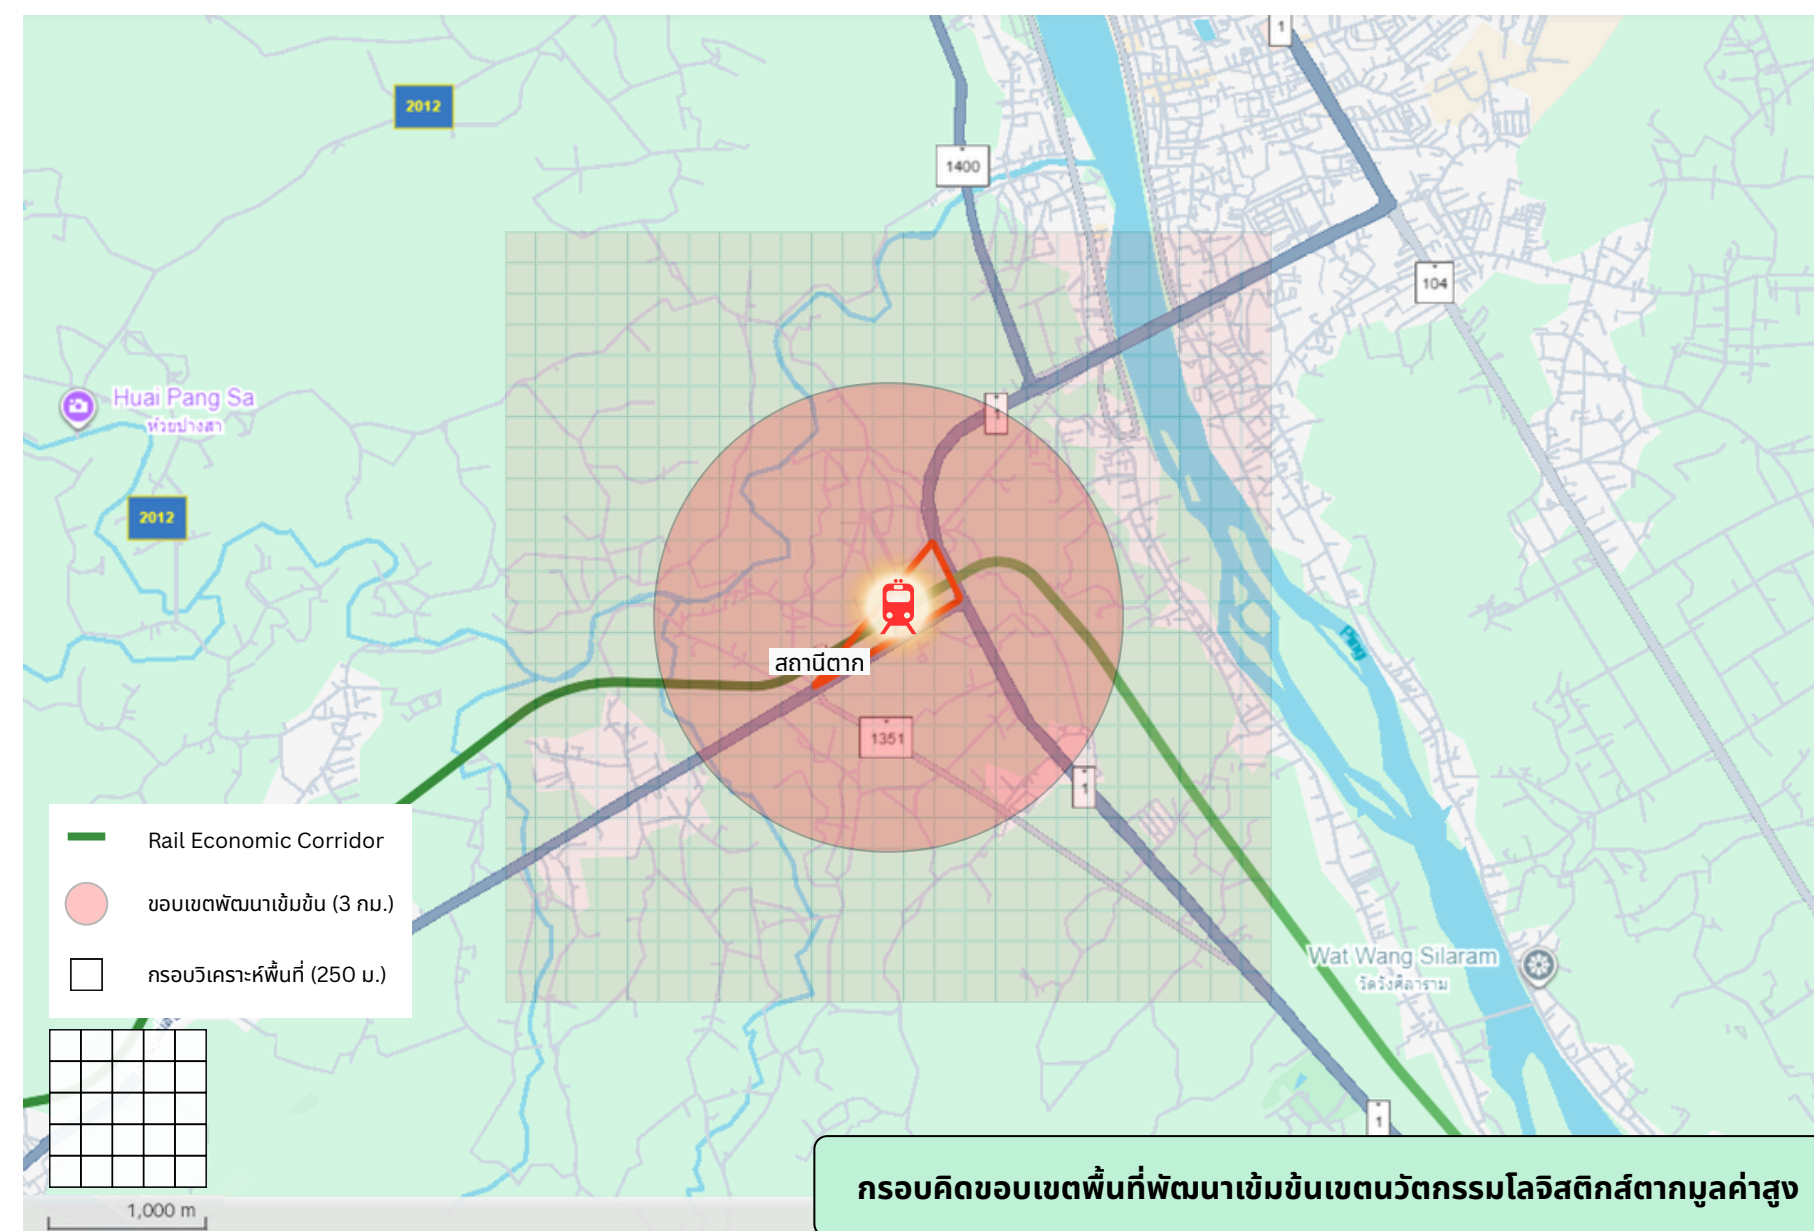 1
2012
1400
104
Huai Pang Sa
ห้วยปางสา
1
2012
Ping
สถานีตาก
1351
1
Rail Economic Corridor
ขอบเขตพัฒนาเข้มข้น (3 กม.)
กรอบวิเคราะห์พื้นที่ (250 ม.)
Wat Wang Silaram
วัดวังศิลาราม
1
กรอบคิดขอบเขตพื้นที่พัฒนาเข้มข้นเขตนวัตกรรมโลจิสติกส์ตากมูลค่าสูง
1,000 m